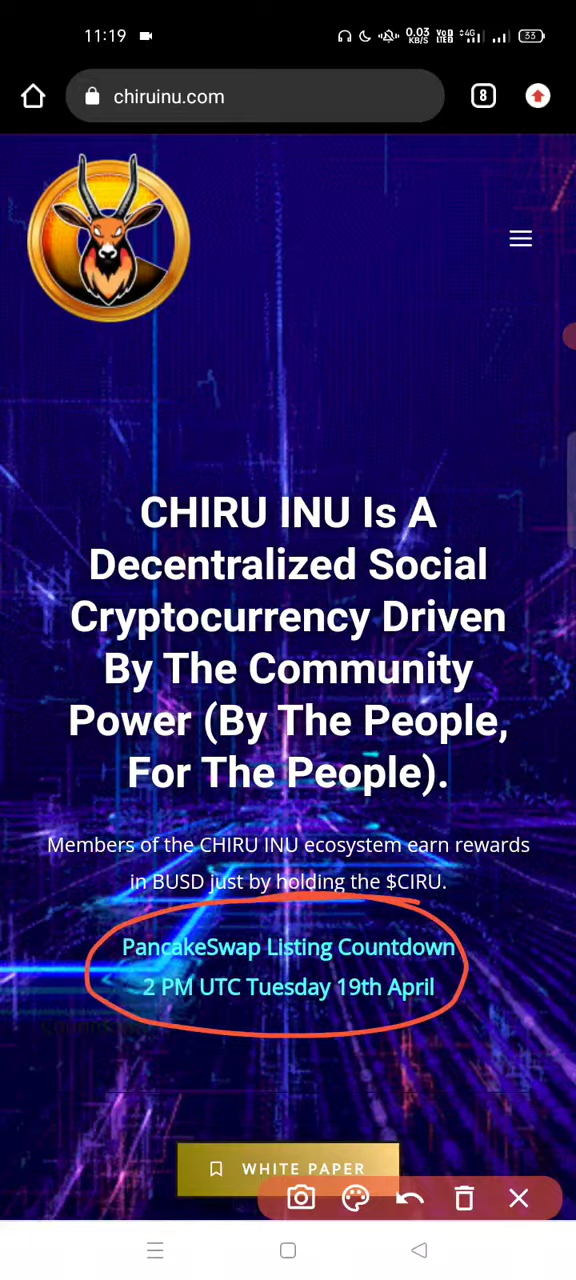 11:19
0.03
KB/S
4G
33
chiruinu.com
8
CHIRU INU Is A
Decentralized Social
Cryptocurrency Driven
By The Community
Power (By The People,
For The People).
Members of the CHIRU INU ecosystem earn rewards
in BUSD just by holding the $CIRU.
PancakeSwap Listing Countdown
2 PM UTC Tuesday 19th April
WHITE PAPER